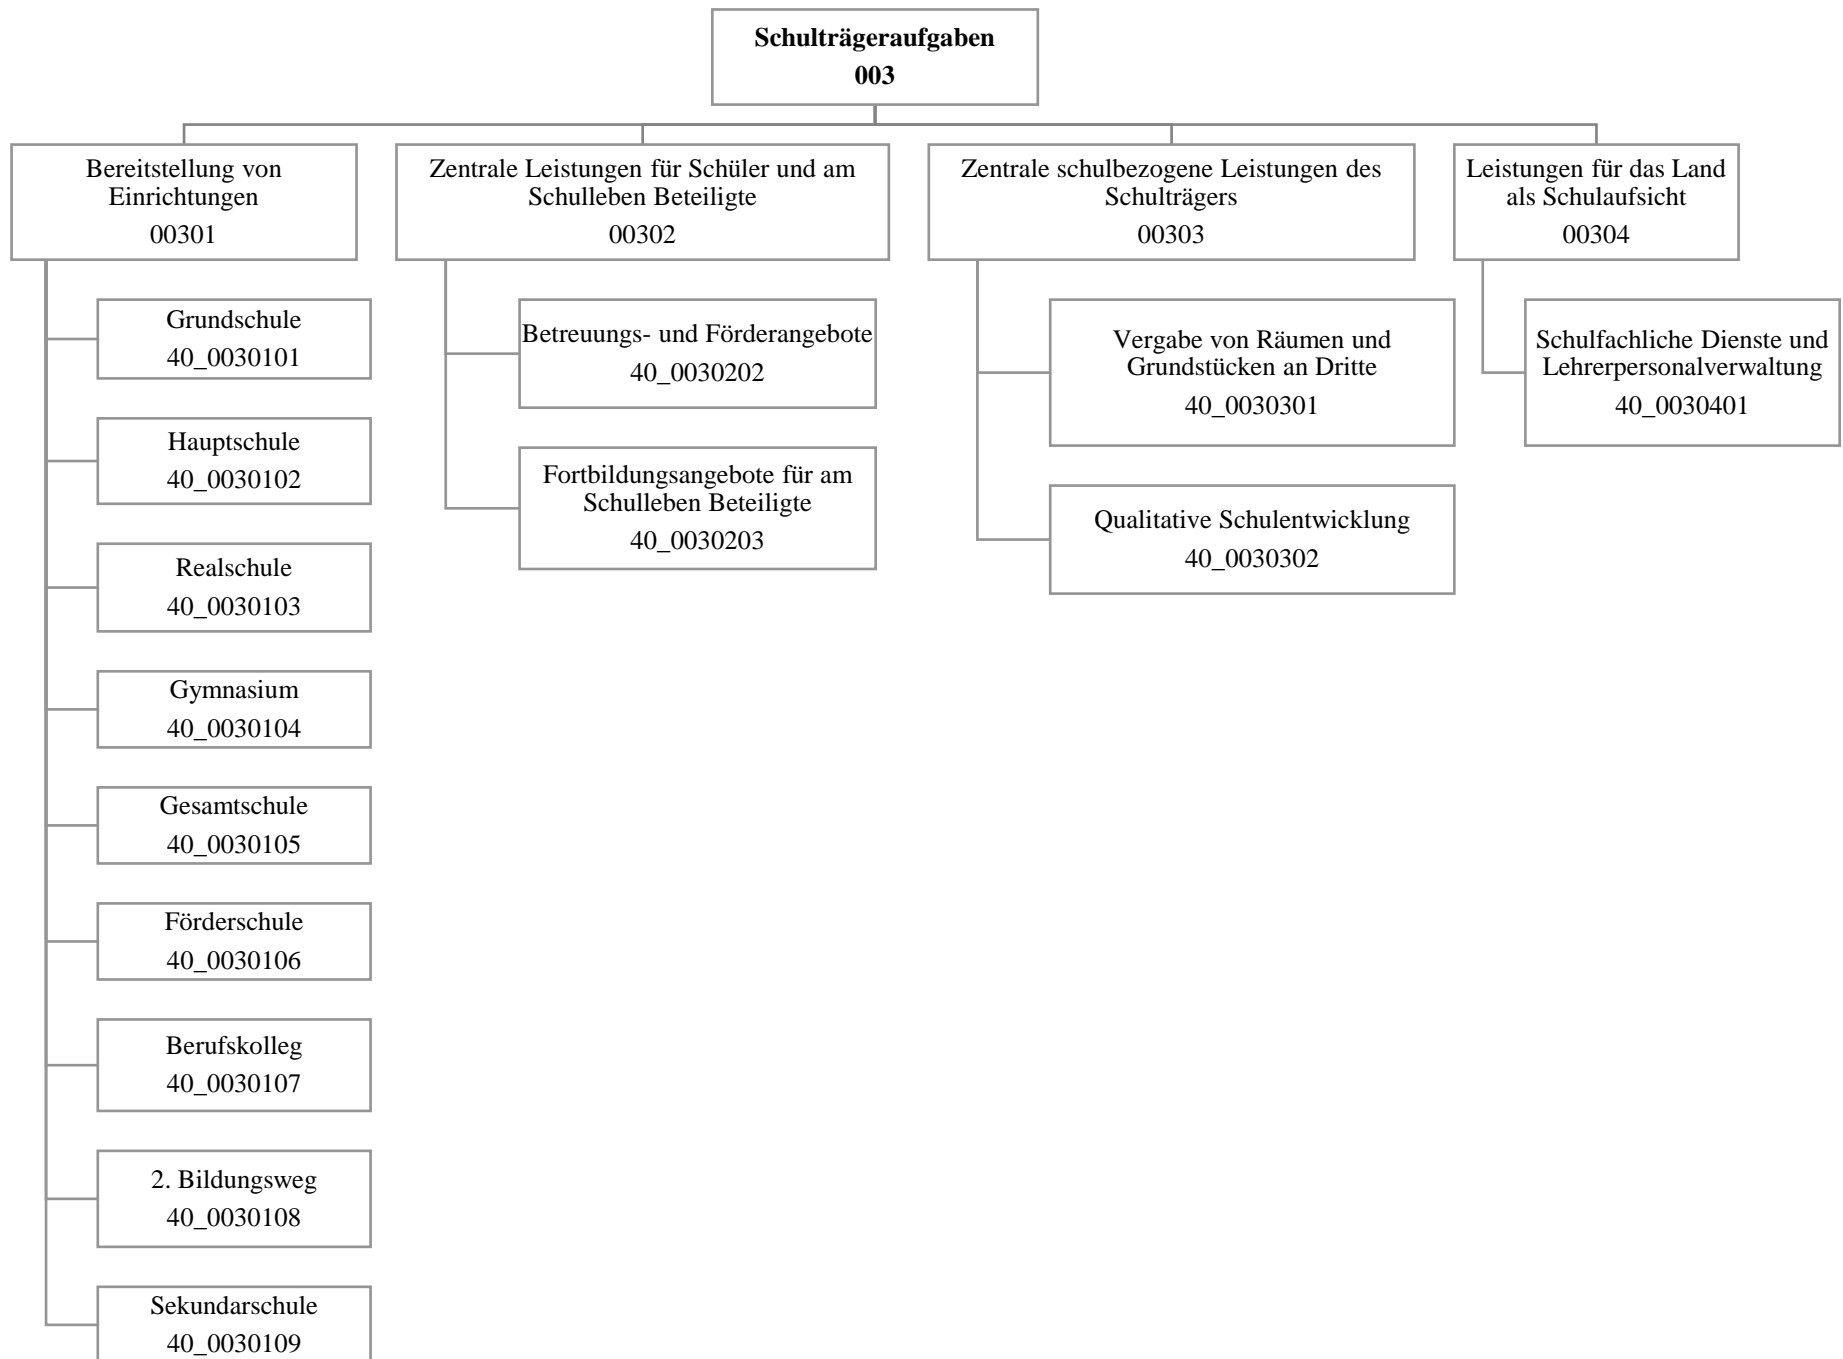 Schulträgeraufgaben
003
Bereitstellung von
Einrichtungen
00301
Grundschule
40_0030101
Hauptschule
40_0030102
Realschule
40_0030103
Gymnasium
40_0030104
Gesamtschule
40_0030105
Förderschule
40_0030106
Berufskolleg
40_0030107
2. Bildungsweg
40_0030108
Sekundarschule
40_0030109
Zentrale Leistungen für Schüler und am
Schulleben Beteiligte
00302
Betreuungs- und Förderangebote
40_0030202
Fortbildungsangebote für am
Schulleben Beteiligte
40_0030203
Zentrale schulbezogene Leistungen des
Schulträgers
00303
Vergabe von Räumen und
Grundstücken an Dritte
40_0030301
Qualitative Schulentwicklung
40_0030302
Leistungen für das Land
als Schulaufsicht
00304
Schulfachliche Dienste und
Lehrerpersonalverwaltung
40_0030401